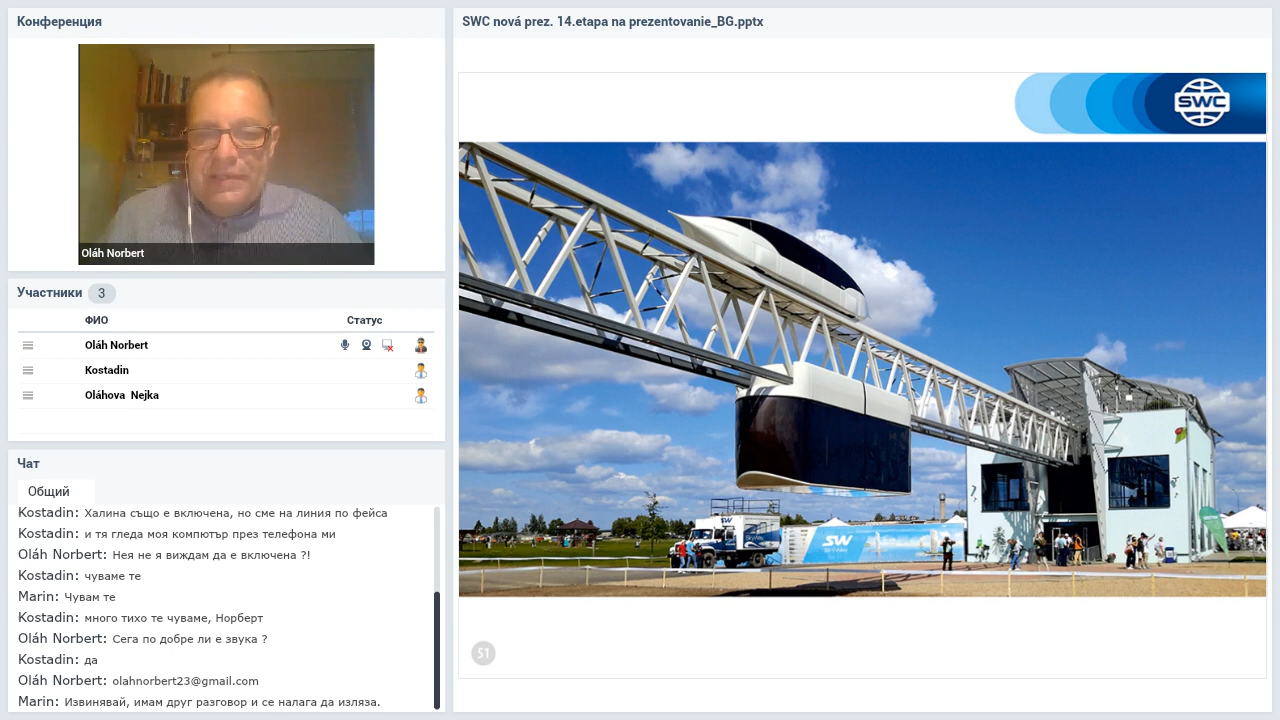 Конференция
Oláh Norbert
Участники 3
ФИО Статус
Oláh Norbert
Kostadin
Oláhova Nejka
Чат
Общий
Kostadin: Халина също е включена, но сме на линия по фейса
Kostadin: и тя гледа моя компютър през телефона ми
Oláh Norbert: Нея не я виждам да е включена ?!
Kostadin: чуваме те
Marin: Чувам те
Kostadin: много тихо те чуваме, Норберт
Oláh Norbert: Сега по добре ли е звука ?
Kostadin: да
Oláh Norbert: olahnorbert23@gmail.com
Marin: Извинявай, имам друг разговор и се налага да изляза.
SWC nová prez. 14.etapa na prezentovanie_BG.pptx
SWC
SW
SW
51